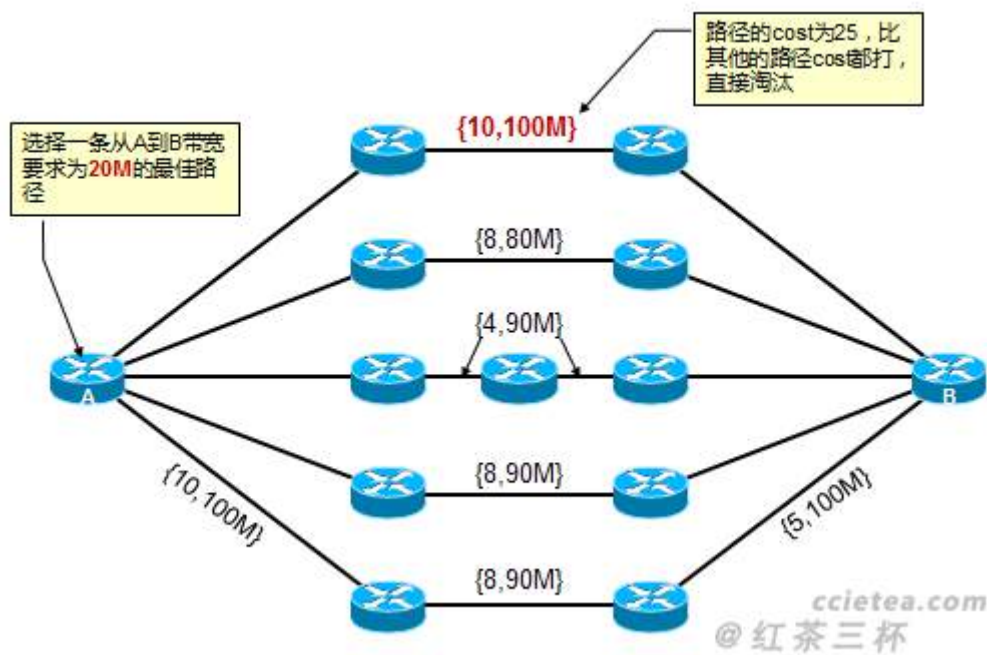 路径的cost为25，比
其他的路径cost都打，
直接淘汰
{10,100M}
选择一条从A到B带宽
要求为20M的最佳路
径
{8,80M}
{4,90M}
A
B
{8,90M}
{10,100M}
{5,100M}
{8,90M}
ccietea.com
@红茶三杯